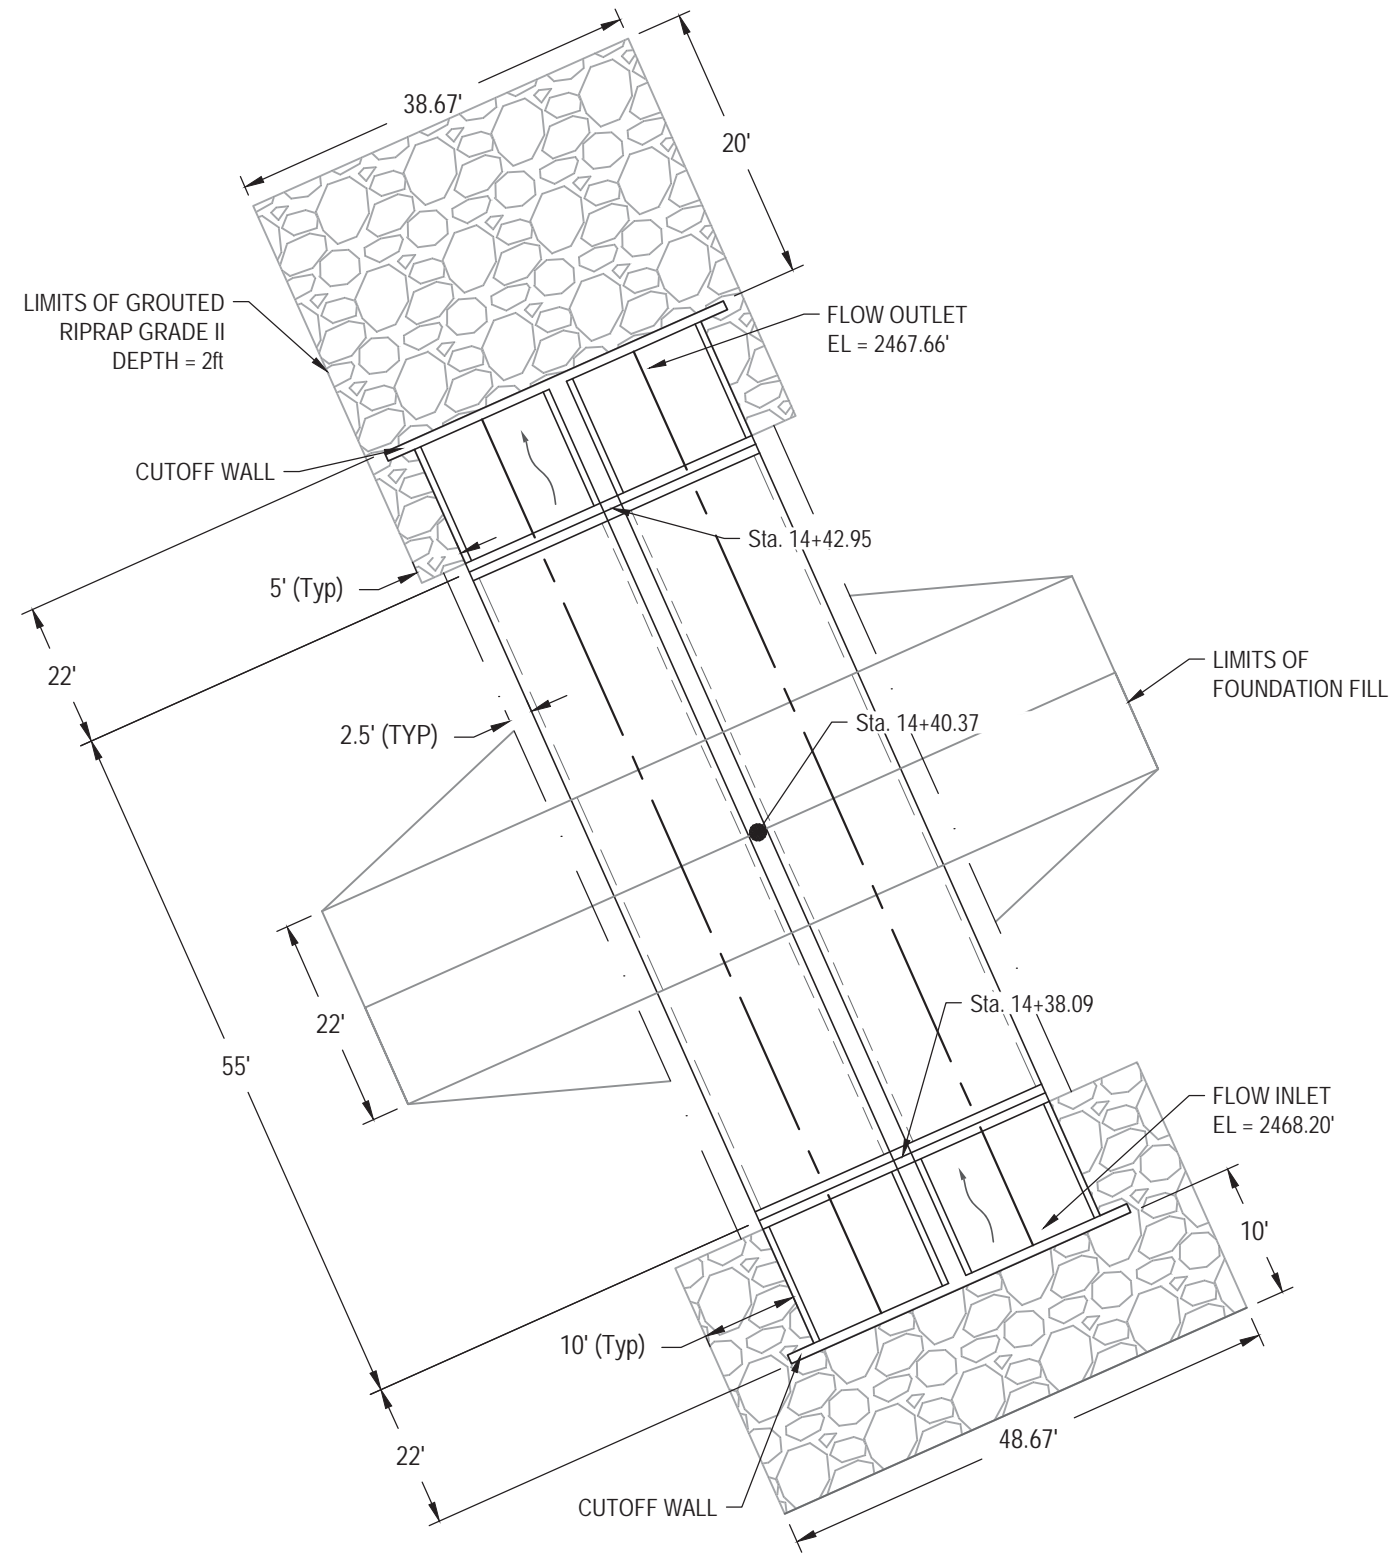 38.67'
20'
LIMITS OF GROUTED
RIPRAP GRADE II
DEPTH = 2ft
FLOW OUTLET
EL = 2467.66'
CUTOFF WALL
Sta. 14+42.95
5' (Typ)
22'
LIMITS OF
FOUNDATION FILL
2.5' (TYP)
Sta. 14+40.37
22'
55'
Sta. 14+38.09
FLOW INLET
EL = 2468.20'
10'
10' (Typ)
48.67'
22'
CUTOFF WALL